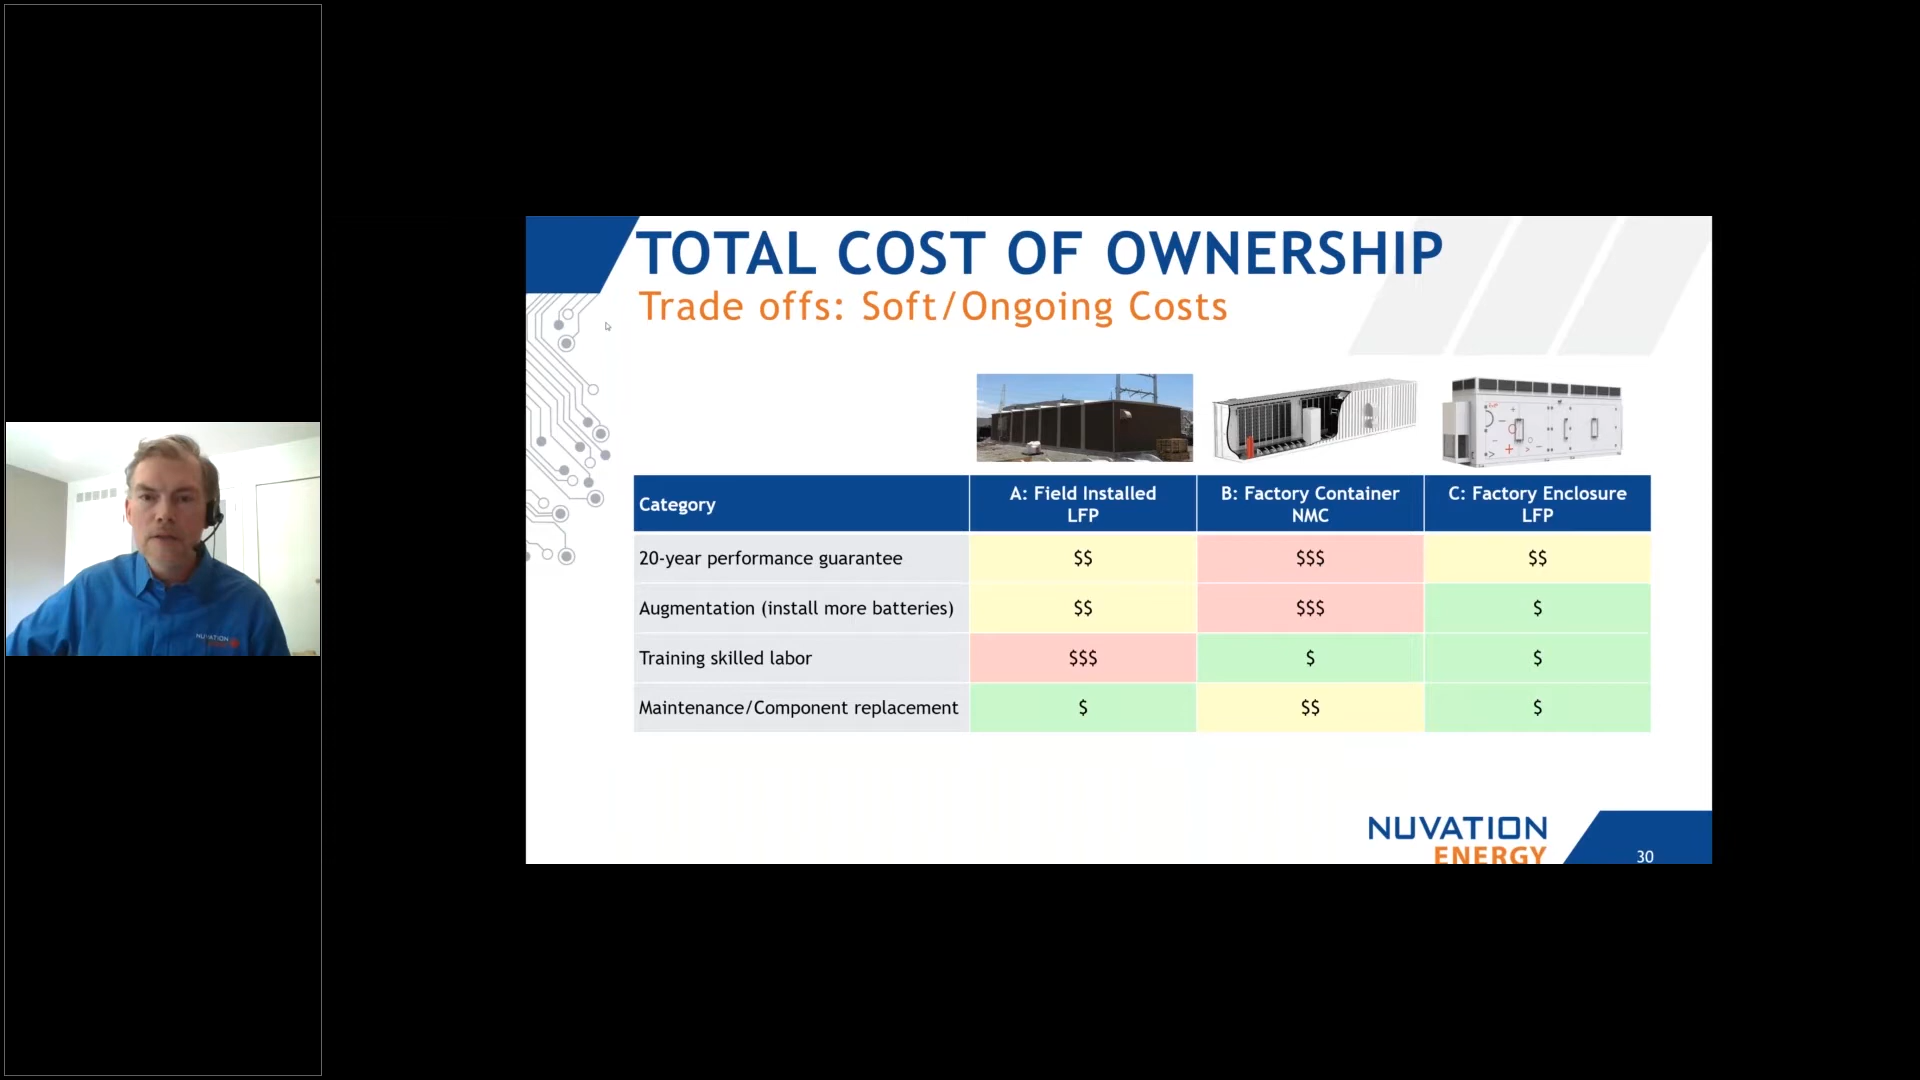 TOTAL COST OF OWNERSHIP
Trade offs: Soft/Ongoing Costs
Category
A: Field Installed
LFP
B: Factory Container
NMC
C: Factory Enclosure
LFP
20-year performance guarantee
$$
$$$
$$
Augmentation (install more batteries)
$$
$$$
$
Training skilled labor
$$$
$
$
Maintenance/Component replacement
$
$$
$
NUVATION
ENERGY
30
NUVATION